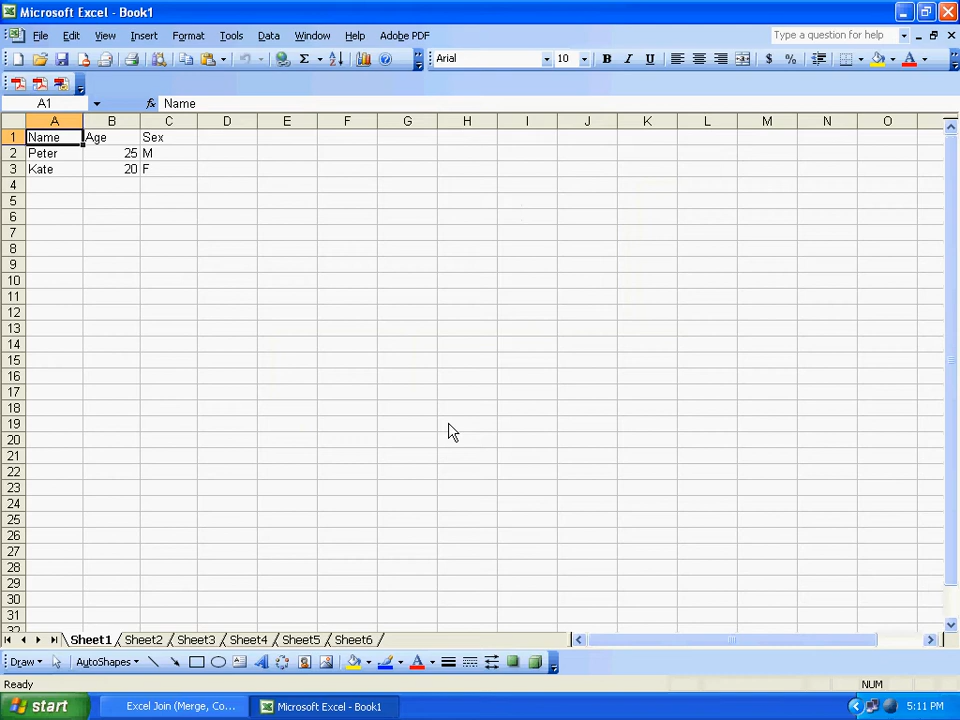 Microsoft Excel - Book1
File Edit View Insert Format Tools Data Window Help Adobe PDF Type a question for help
Arial 10 B I U $ %
A1 fx Name
A B C D E F G H I J K L M N O
1 Name Age Sex
2 Peter 25 M
3 Kate 20 F
4
5
6
7
8
9
10
11
12
13
14
15
16
17
18
19
20
21
22
23
24
25
26
27
28
29
30
31
32
Sheet1 Sheet2 Sheet3 Sheet4 Sheet5 Sheet6
Draw AutoShapes
Ready NUM
start Excel Join (Merge, Co... Microsoft Excel - Book1 5:11 PM